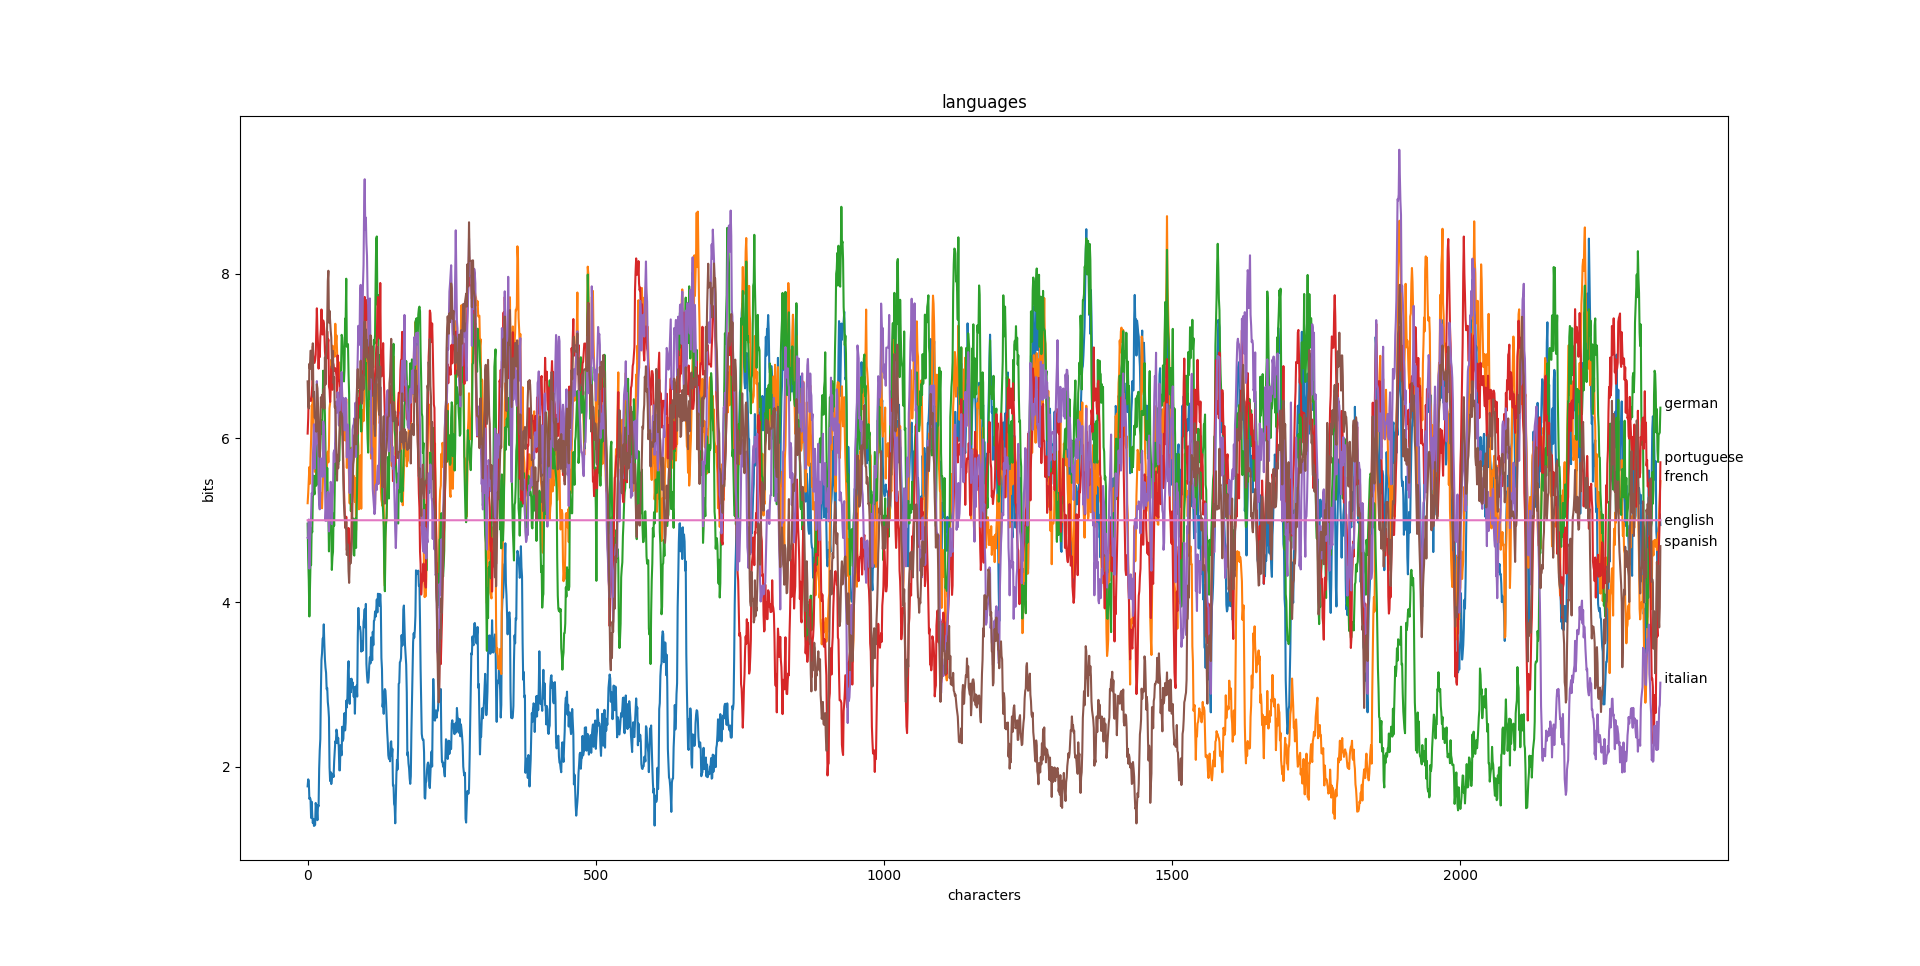 languages
bits
8
6
4
2
german
portuguese
french
english
spanish
italian
0 500 1000 1500 2000
characters